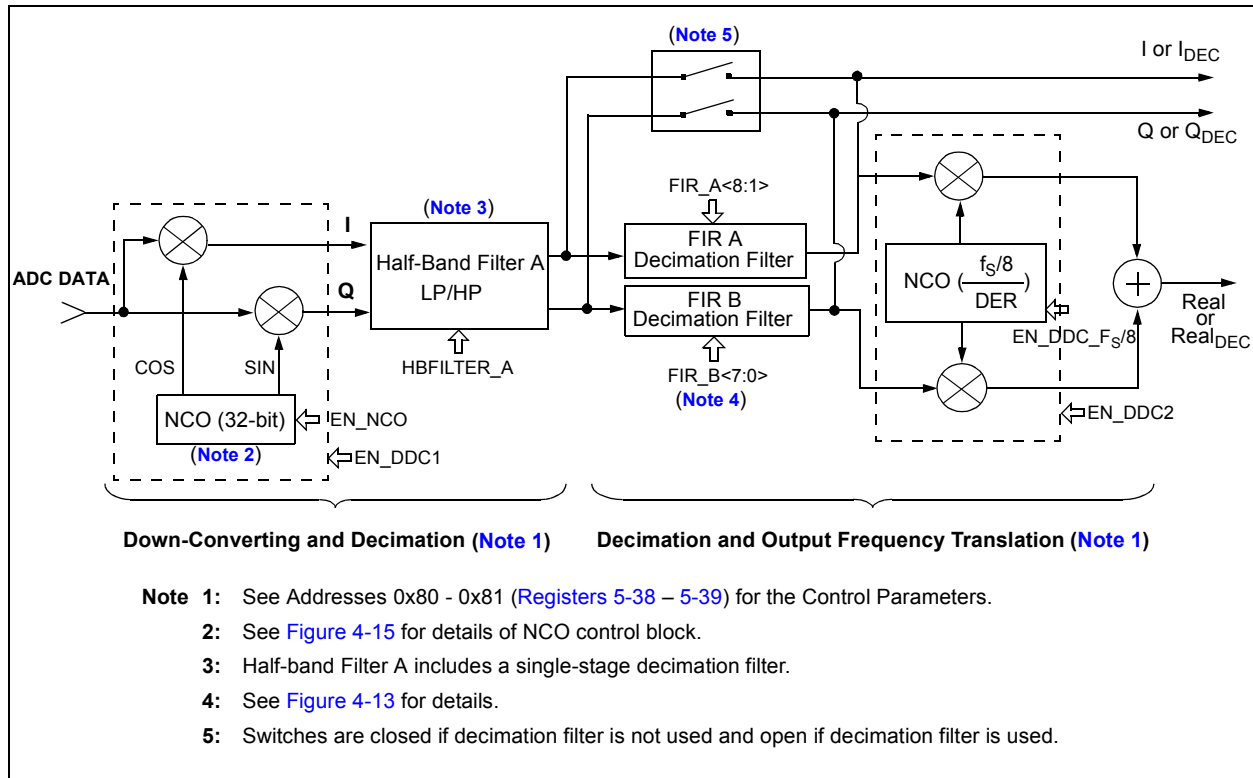 (Note 5)
I or I_DEC
Q or Q_DEC
FIR_A<8:1>
(Note 3)
I
FIR A
Decimation Filter
Half-Band Filter A
LP/HP
NCO (f_S/8 / DER)
ADC DATA
Q
FIR B
Decimation Filter
Real
or
Real_DEC
EN_DDC_F_S/8
COS
SIN
HBFILTER_A
FIR_B<7:0>
(Note 4)
NCO (32-bit)
EN_NCO
EN_DDC2
(Note 2)
EN_DDC1
Down-Converting and Decimation (Note 1)
Decimation and Output Frequency Translation (Note 1)
Note 1: See Addresses 0x80 - 0x81 (Registers 5-38 – 5-39) for the Control Parameters.
2: See Figure 4-15 for details of NCO control block.
3: Half-band Filter A includes a single-stage decimation filter.
4: See Figure 4-13 for details.
5: Switches are closed if decimation filter is not used and open if decimation filter is used.